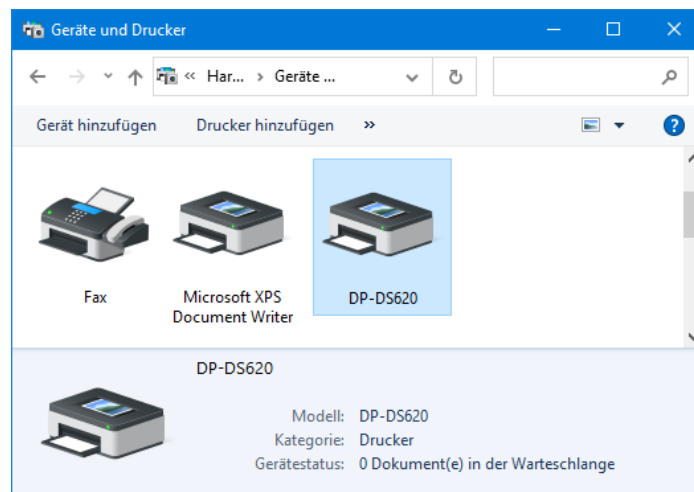 Geräte und Drucker
« Har... › Geräte ...
Gerät hinzufügen Drucker hinzufügen »
Fax
Microsoft XPS
Document Writer
DP-DS620
DP-DS620
Modell: DP-DS620
Kategorie: Drucker
Gerätestatus: 0 Dokument(e) in der Warteschlange